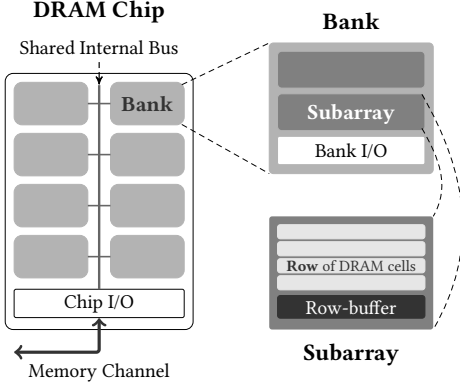 DRAM Chip
Shared Internal Bus
Bank
Chip I/O
Memory Channel
Bank
Subarray
Bank I/O
Row of DRAM cells
Row-buffer
Subarray